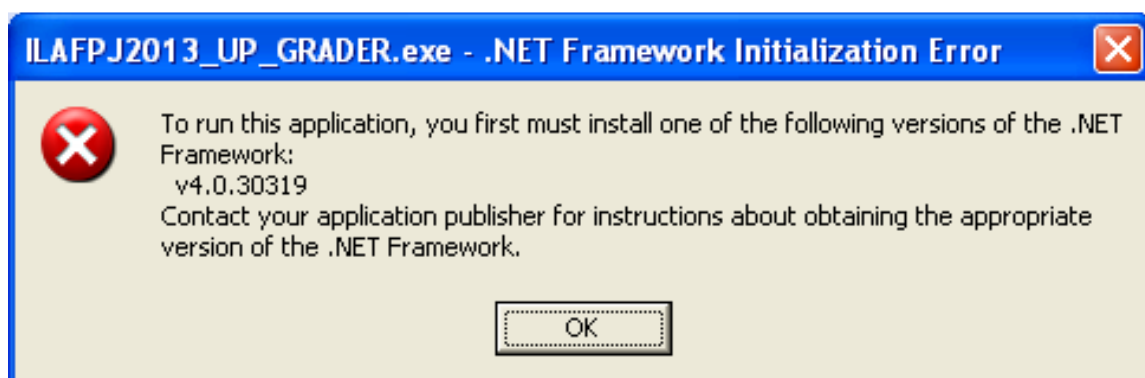 ILAFPJ2013_UP_GRADER.exe - .NET Framework Initialization Error
To run this application, you first must install one of the following versions of the .NET
Framework:
v4.0.30319
Contact your application publisher for instructions about obtaining the appropriate
version of the .NET Framework.
OK